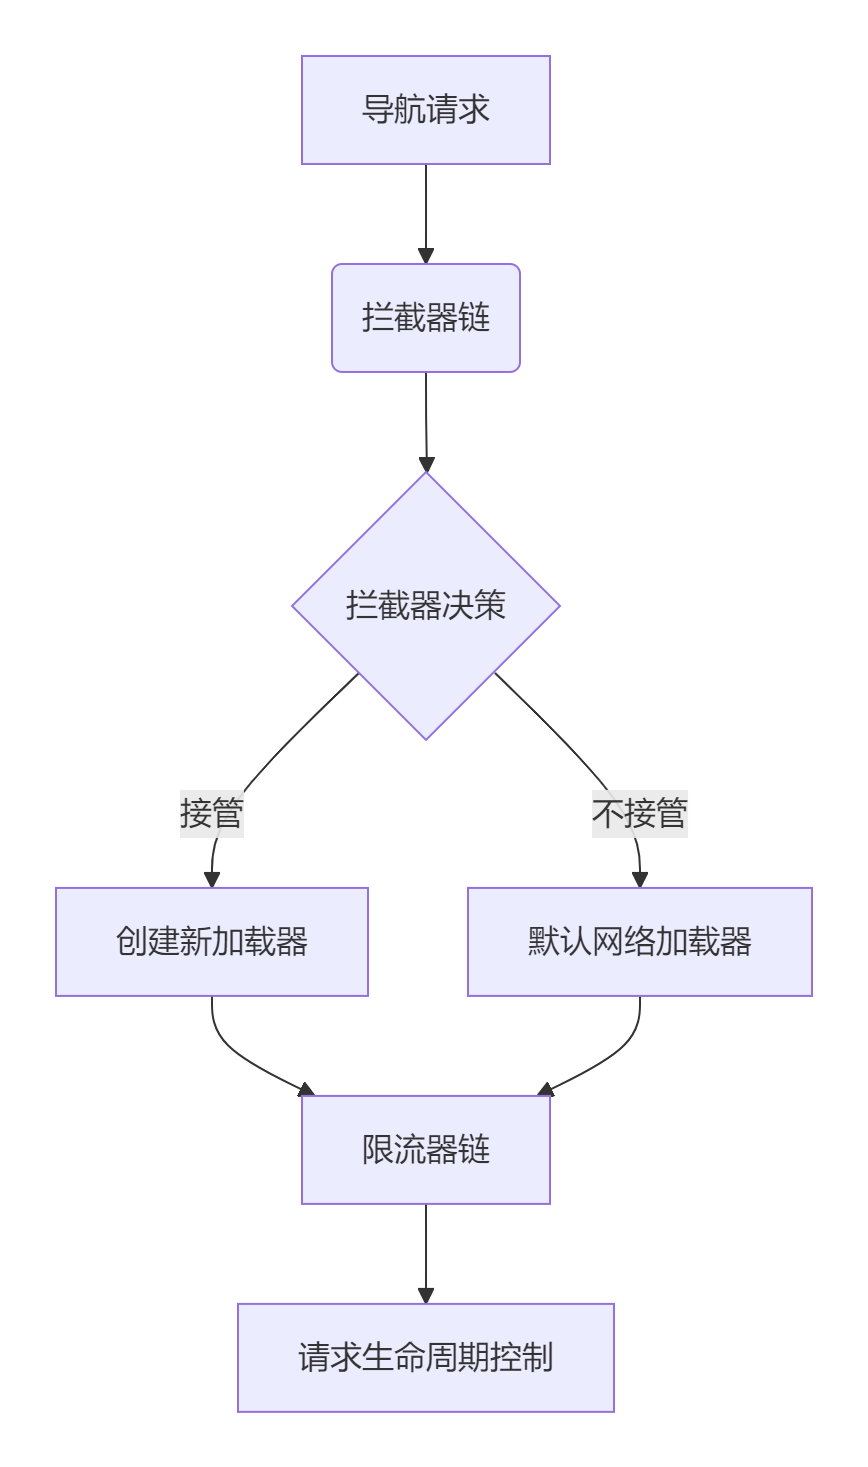 导航请求
拦截器链
拦截器决策
接管
不接管
创建新加载器
默认网络加载器
限流器链
请求生命周期控制